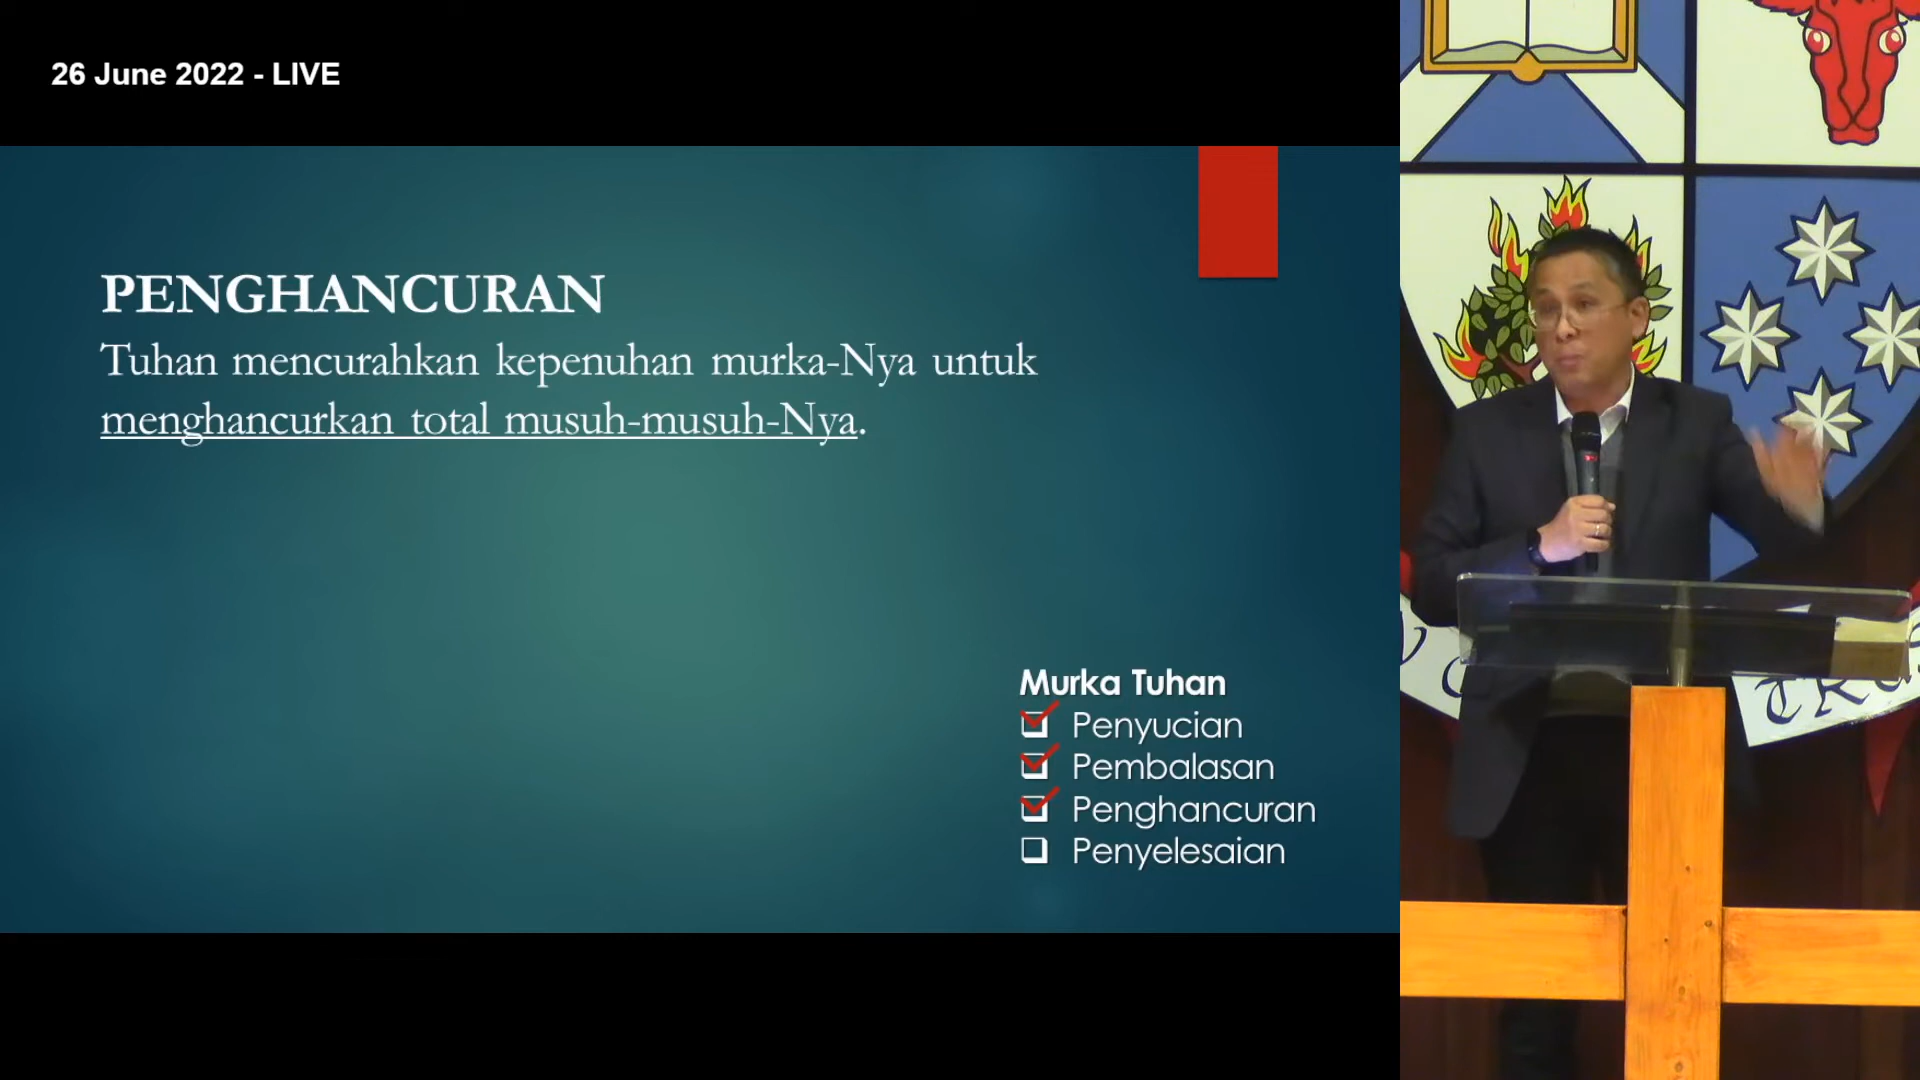 26 June 2022 - LIVE
PENGHANCURAN
Tuhan mencurahkan kepenuhan murka-Nya untuk
menghancurkan total musuh-musuh-Nya.
Murka Tuhan
Penyucian
Pembalasan
Penghancuran
Penyelesaian